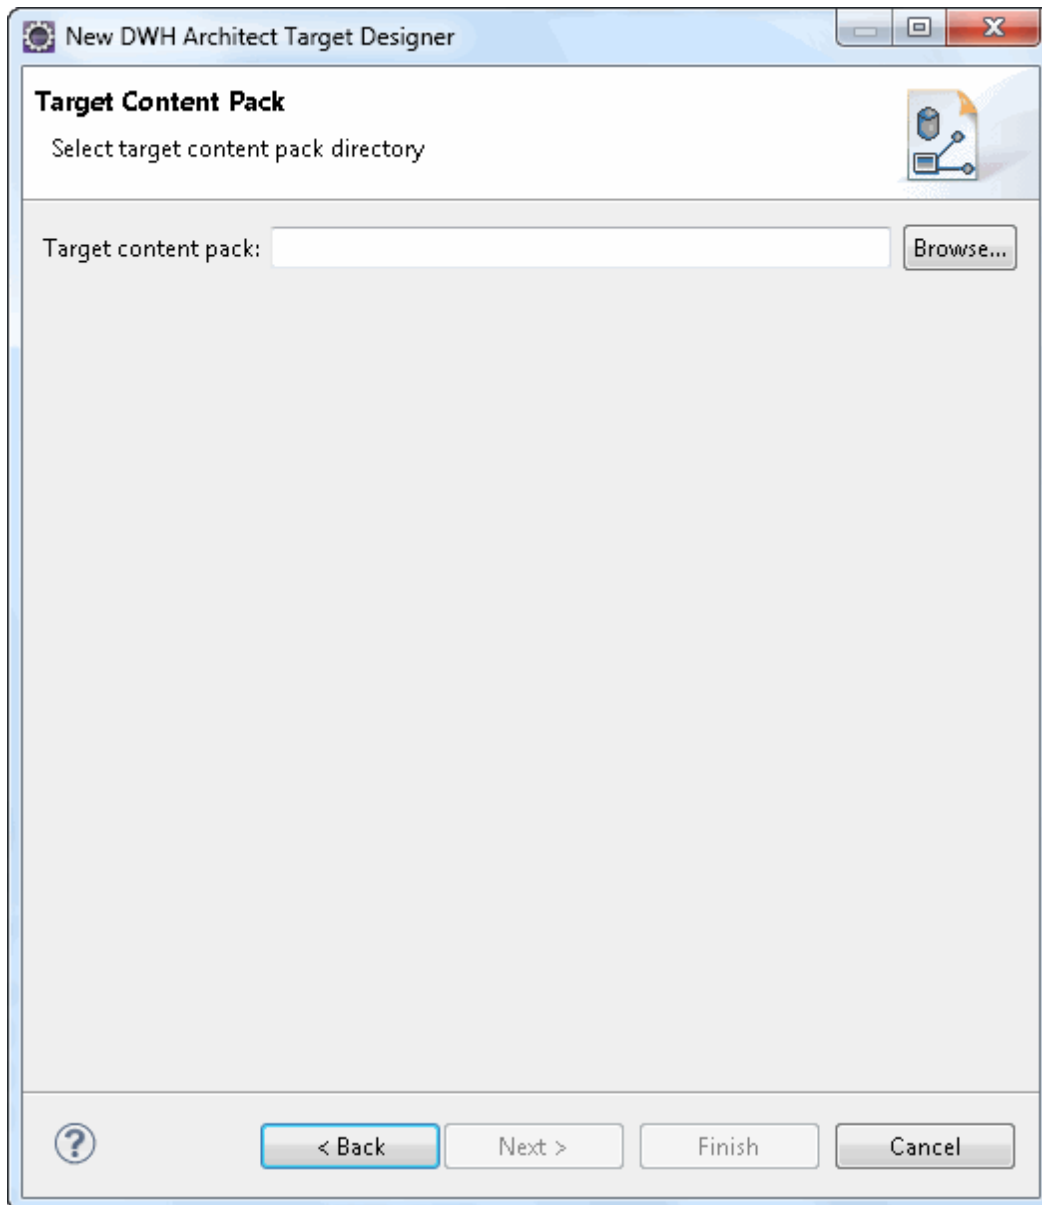 New DWH Architect Target Designer
Target Content Pack
Select target content pack directory
Target content pack:
Browse...
?
< Back
Next >
Finish
Cancel